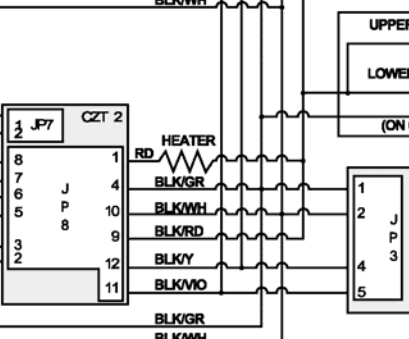 BLK/WH
UPPER
LOWE
(ON
1 JP7 CZT 2
2
HEATER
8 1 RD
7 4 BLK/GR 1
6 J 10 BLK/WH 2
5 P 9 BLK/RD J
8 P
3 12 BLK/Y 4 3
2 11 BLK/VIO 5
BLK/GR
BLK/WH